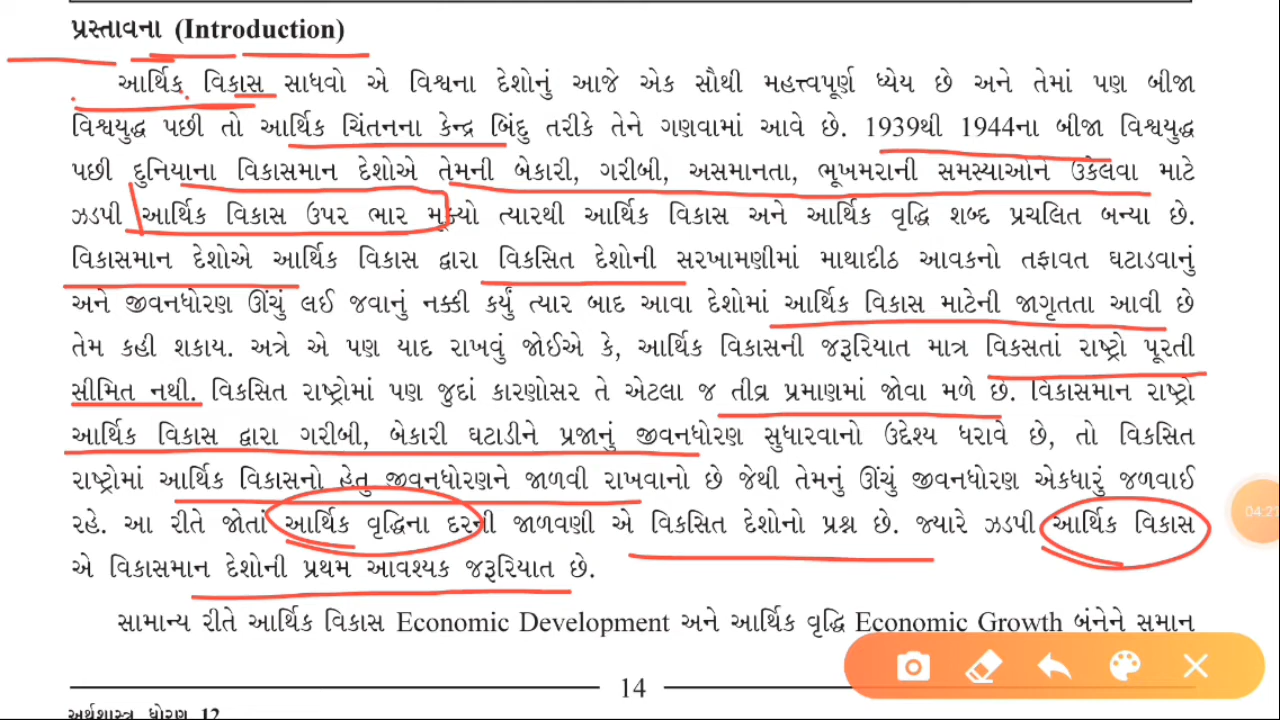 પ્રસ્તાવના (Introduction)
આર્થિક વિકાસ સાધવો એ વિશ્વના દેશોનું આજે એક સૌથી મહત્ત્વપૂર્ણ ધ્યેય છે અને તેમાં પણ બીજા
વિશ્વયુદ્ધ પછી તો આર્થિક ચિંતનના કેન્દ્ર બિંદુ તરીકે તેને ગણવામાં આવે છે. 1939થી 1944ના બીજા વિશ્વયુદ્ધ
પછી દુનિયાના વિકાસમાન દેશોએ તેમની બેકારી, ગરીબી, અસમાનતા, ભૂખમરાની સમસ્યાઓને ઉકેલવા માટે
ઝડપી આર્થિક વિકાસ ઉપર ભાર મૂક્યો ત્યારથી આર્થિક વિકાસ અને આર્થિક વૃદ્ધિ શબ્દ પ્રચલિત બન્યા છે.
વિકાસમાન દેશોએ આર્થિક વિકાસ દ્વારા વિકસિત દેશોની સરખામણીમાં માથાદીઠ આવકનો તફાવત ઘટાડવાનું
અને જીવનધોરણ ઊંચું લઈ જવાનું નક્કી કર્યું ત્યાર બાદ આવા દેશોમાં આર્થિક વિકાસ માટેની જાગૃતતા આવી છે
તેમ કહી શકાય. અત્રે એ પણ યાદ રાખવું જોઈએ કે, આર્થિક વિકાસની જરૂરિયાત માત્ર વિકસતાં રાષ્ટ્રો પૂરતી
સીમિત નથી. વિકસિત રાષ્ટ્રોમાં પણ જુદાં કારણોસર તે એટલા જ તીવ્ર પ્રમાણમાં જોવા મળે છે. વિકાસમાન રાષ્ટ્રો
આર્થિક વિકાસ દ્વારા ગરીબી, બેકારી ઘટાડીને પ્રજાનું જીવનધોરણ સુધારવાનો ઉદ્દેશ્ય ધરાવે છે, તો વિકસિત
રાષ્ટ્રોમાં આર્થિક વિકાસનો હેતુ જીવનધોરણને જાળવી રાખવાનો છે જેથી તેમનું ઊંચું જીવનધોરણ એકધારું જળવાઈ
રહે. આ રીતે જોતાં આર્થિક વૃદ્ધિના દરની જાળવણી એ વિકસિત દેશોનો પ્રશ્ન છે. જ્યારે ઝડપી આર્થિક વિકાસ
એ વિકાસમાન દેશોની પ્રથમ આવશ્યક જરૂરિયાત છે.
સામાન્ય રીતે આર્થિક વિકાસ Economic Development અને આર્થિક વૃદ્ધિ Economic Growth બંનેને સમાન
14
અર્થશાસ્ત્ર ધોરણ 12
04:21